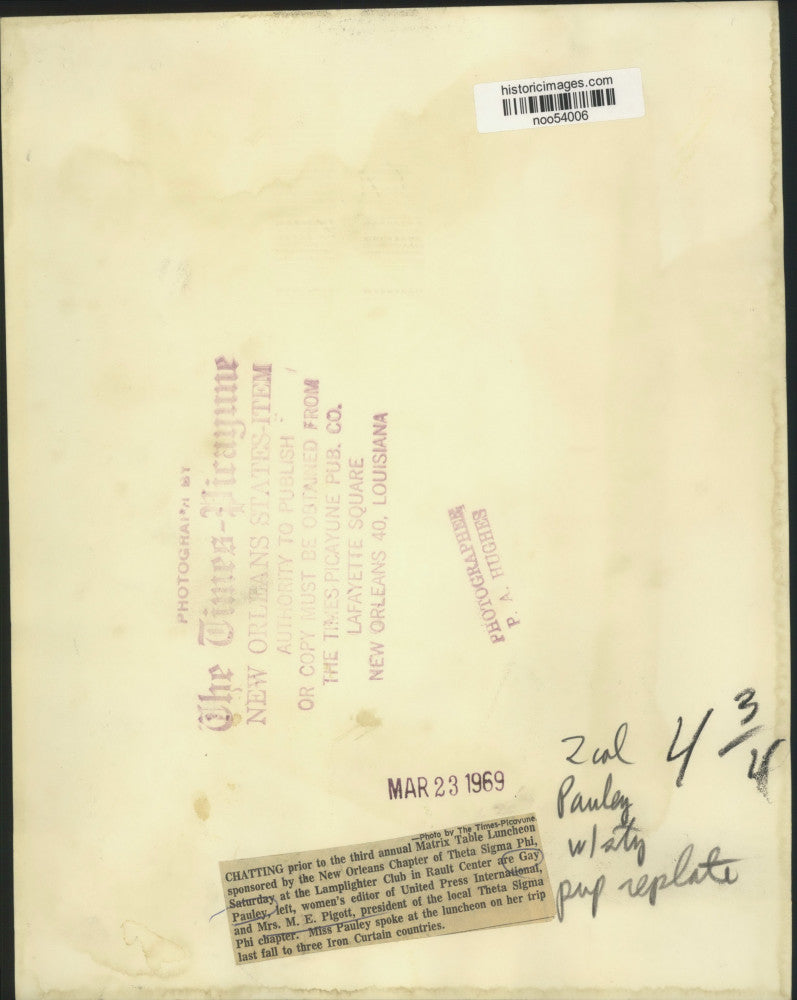 historicimages.com
noo54006
PHOTOGRAPH BY
The Times-Picayune
NEW ORLEANS STATES-ITEM
AUTHORITY TO PUBLISH
OR COPY MUST BE OBTAINED FROM
THE TIMES PICAYUNE PUB. CO.
LAFAYETTE SQUARE
NEW ORLEANS 40, LOUISIANA
PHOTOGRAPHER
P. A. HUGHES
MAR 23 1969
2 col 4 3/4
Pauley
w/sty
pup replate
—Photo by The Times-Picayune.
CHATTING prior to the third annual Matrix Table Luncheon
sponsored by the New Orleans Chapter of Theta Sigma Phi,
Saturday at the Lamplighter Club in Rault Center are Gay
Pauley, left, women's editor of United Press International,
and Mrs. M. E. Pigott, president of the local Theta Sigma
Phi chapter. Miss Pauley spoke at the luncheon on her trip
last fall to three Iron Curtain countries.